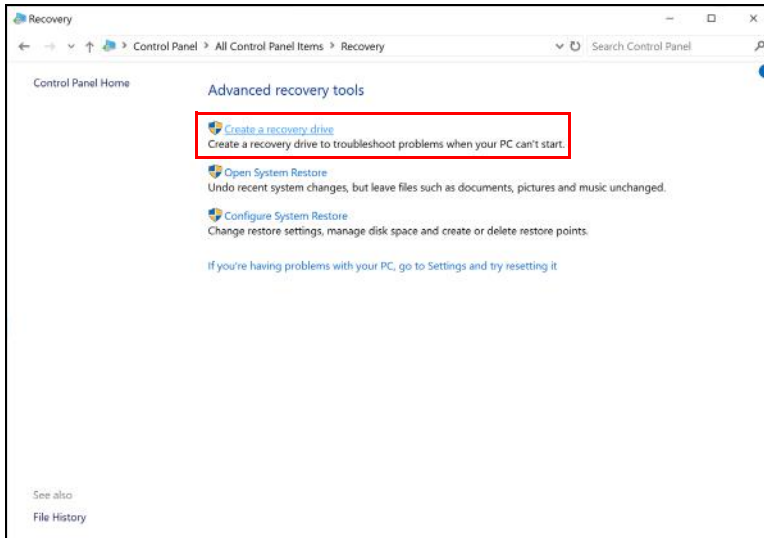 Recovery
Control Panel > All Control Panel Items > Recovery
Search Control Panel
Control Panel Home
Advanced recovery tools
Create a recovery drive
Create a recovery drive to troubleshoot problems when your PC can't start.
Open System Restore
Undo recent system changes, but leave files such as documents, pictures and music unchanged.
Configure System Restore
Change restore settings, manage disk space and create or delete restore points.
If you're having problems with your PC, go to Settings and try resetting it
See also
File History